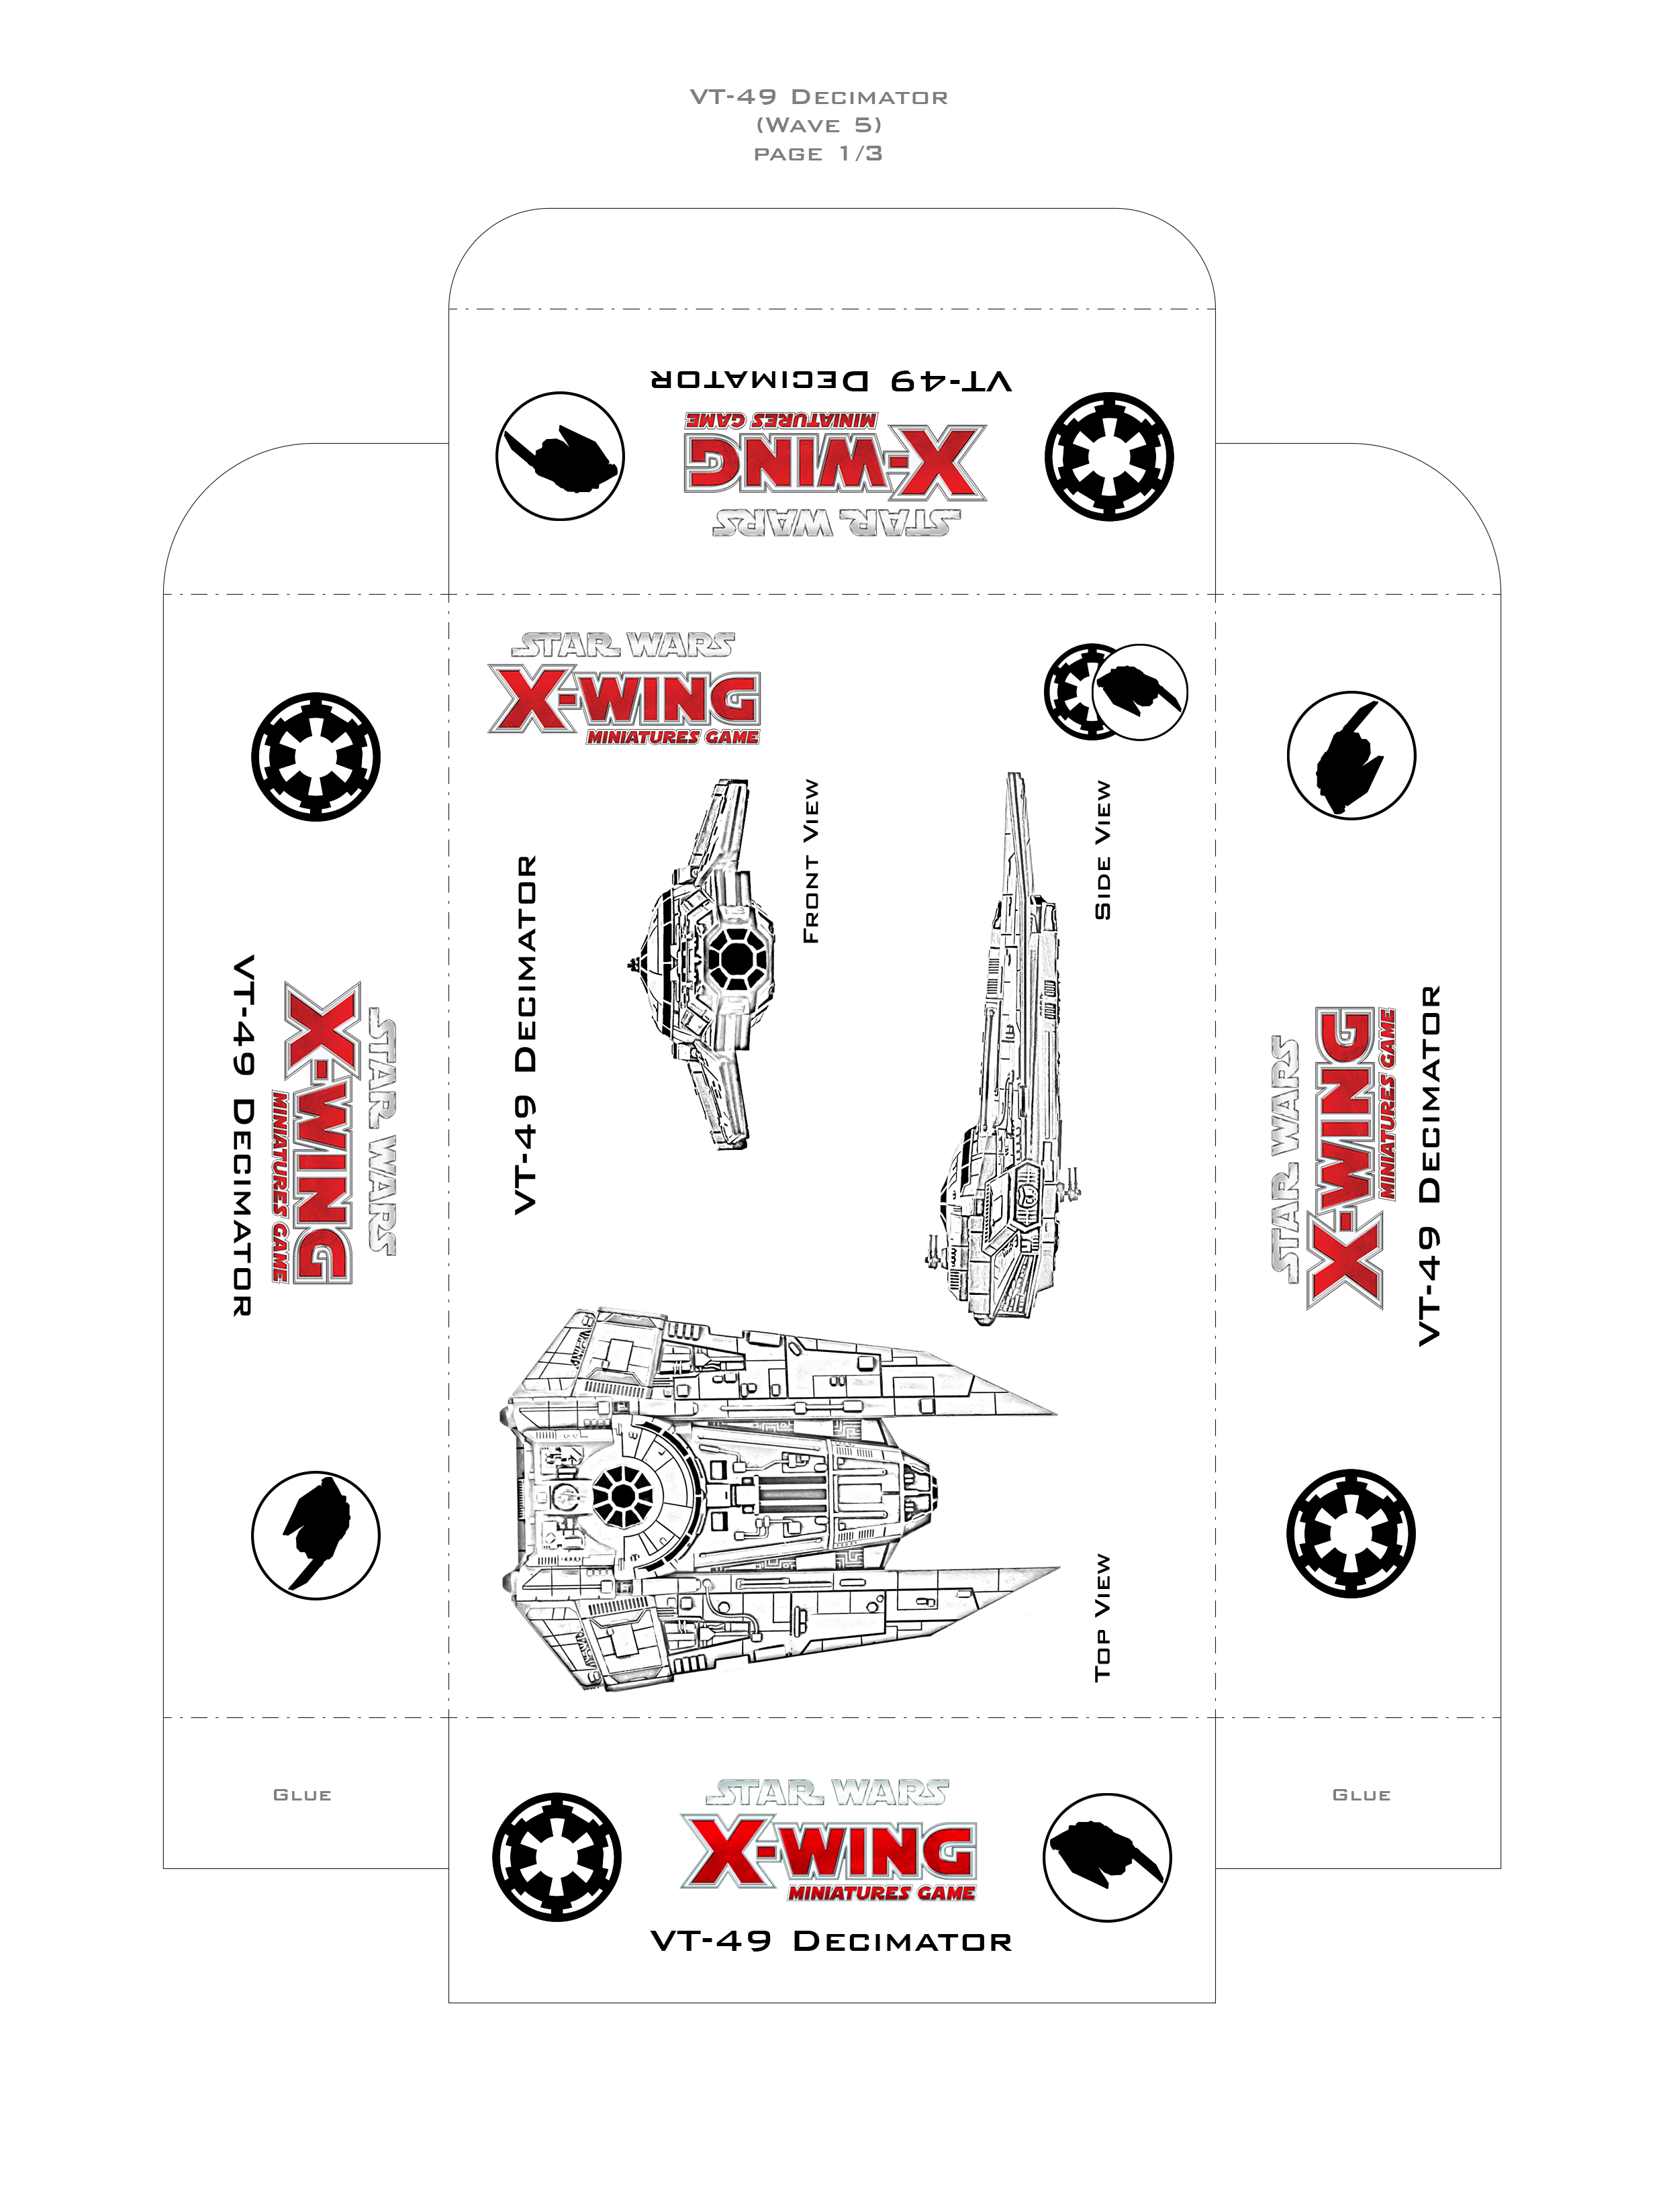 VT-49 Decimator
(Wave 5)
page 1/3
VT-49 Decimator
STAR WARS
X-WING
MINIATURES GAME
STAR WARS
X-WING
MINIATURES GAME
VT-49 Decimator
Front View
Side View
Top View
STAR WARS
X-WING
MINIATURES GAME
VT-49 Decimator
STAR WARS
X-WING
MINIATURES GAME
VT-49 Decimator
Glue
STAR WARS
X-WING
MINIATURES GAME
VT-49 Decimator
Glue